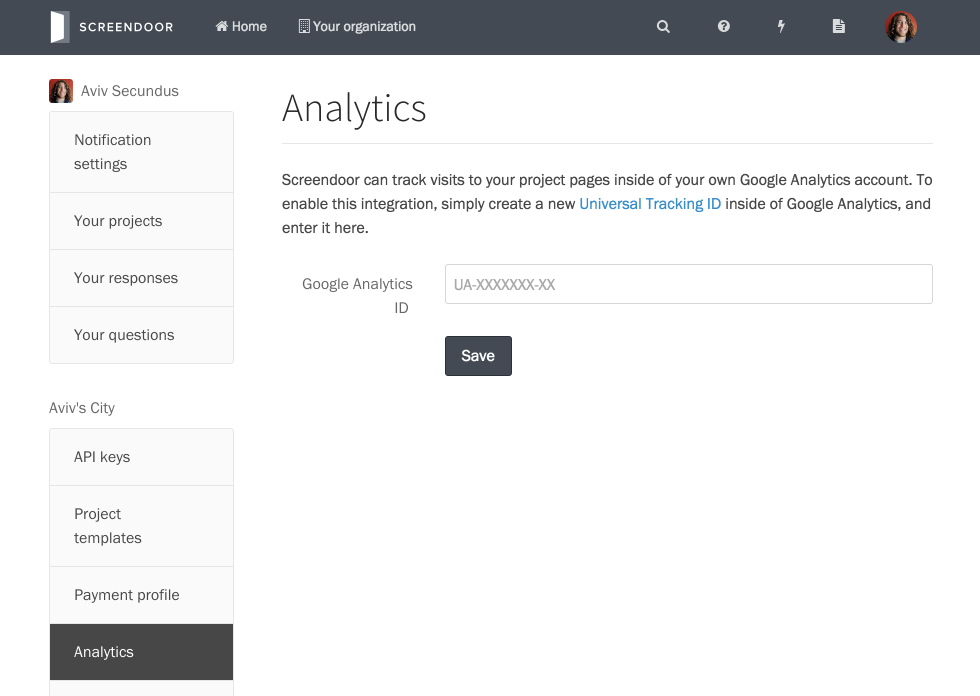 SCREENDOOR
Home
Your organization
Aviv Secundus
Notification
settings
Your projects
Your responses
Your questions
Aviv's City
API keys
Project
templates
Payment profile
Analytics
Analytics
Screendoor can track visits to your project pages inside of your own Google Analytics account. To
enable this integration, simply create a new Universal Tracking ID inside of Google Analytics, and
enter it here.
Google Analytics
ID
UA-XXXXXXX-XX
Save